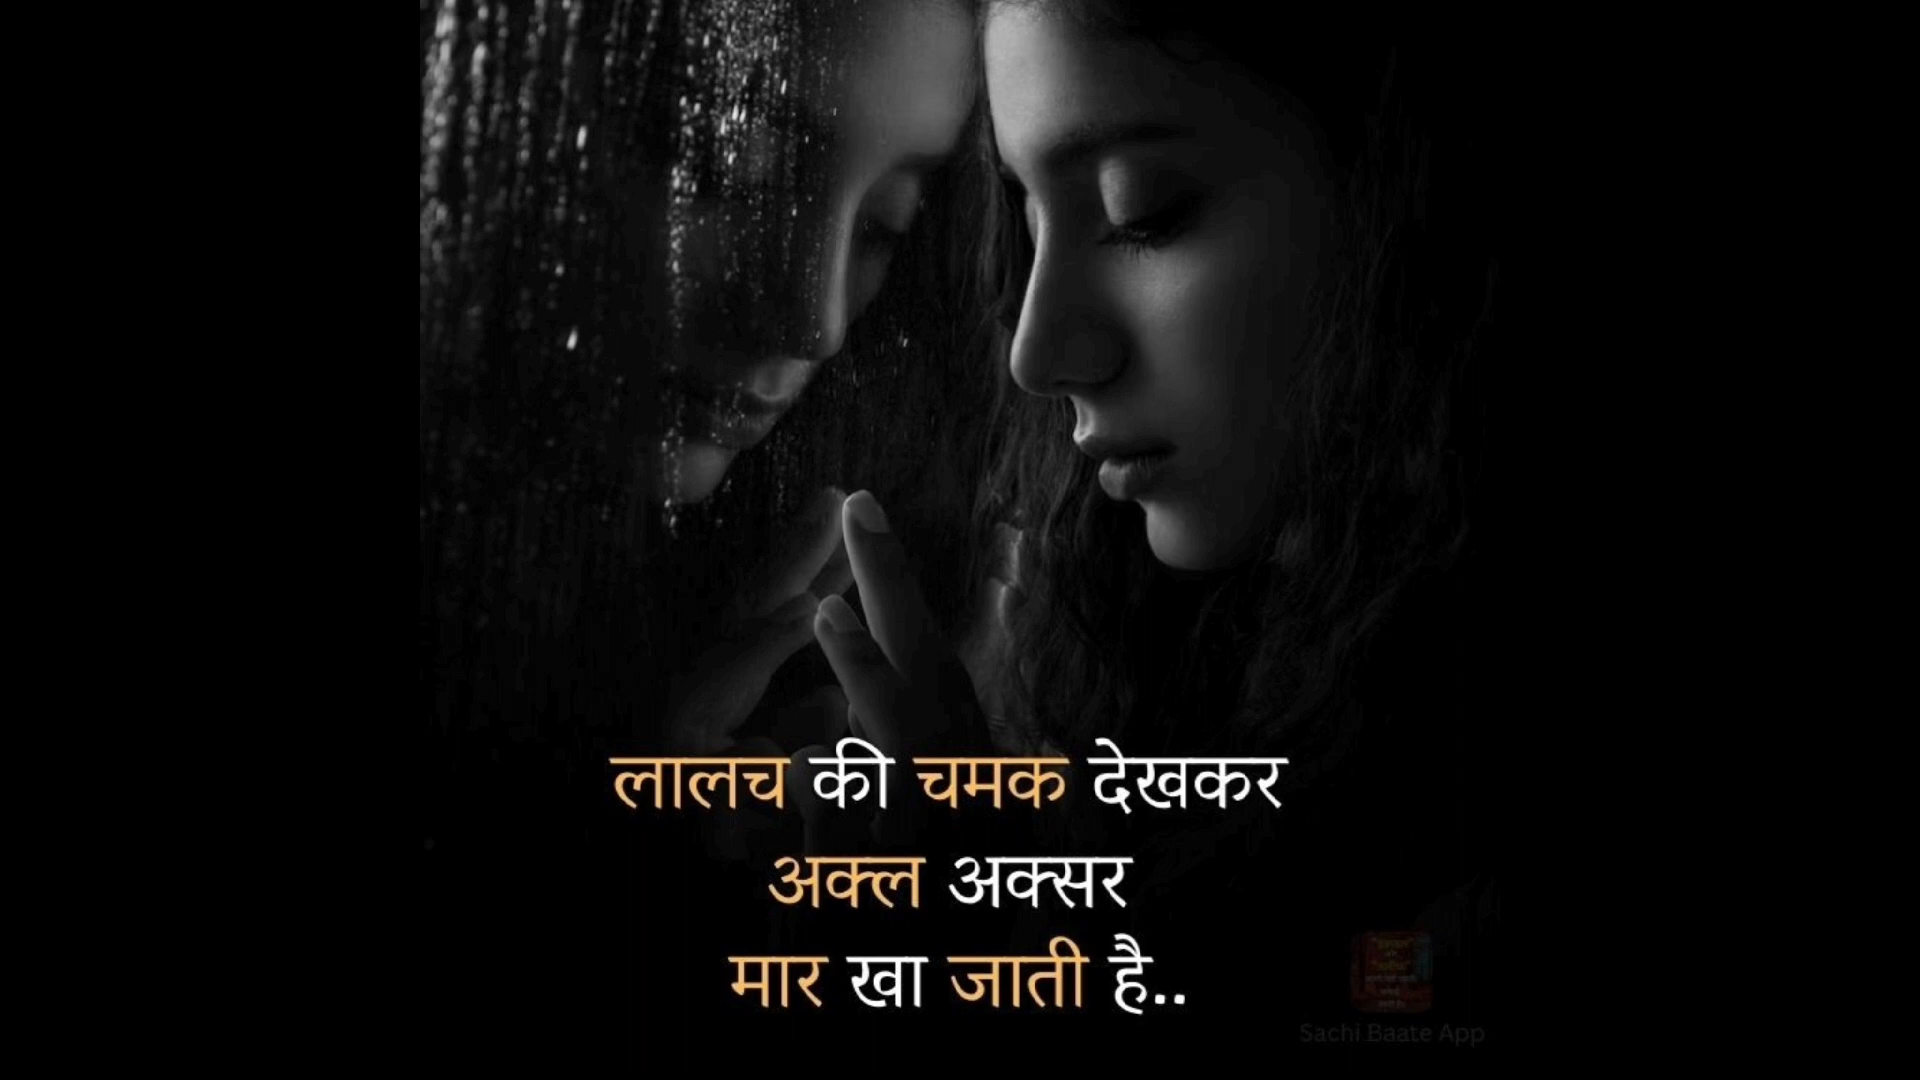 लालच की चमक देखकर
अक्ल अक्सर
मार खा जाती है..
Sachi Baate App